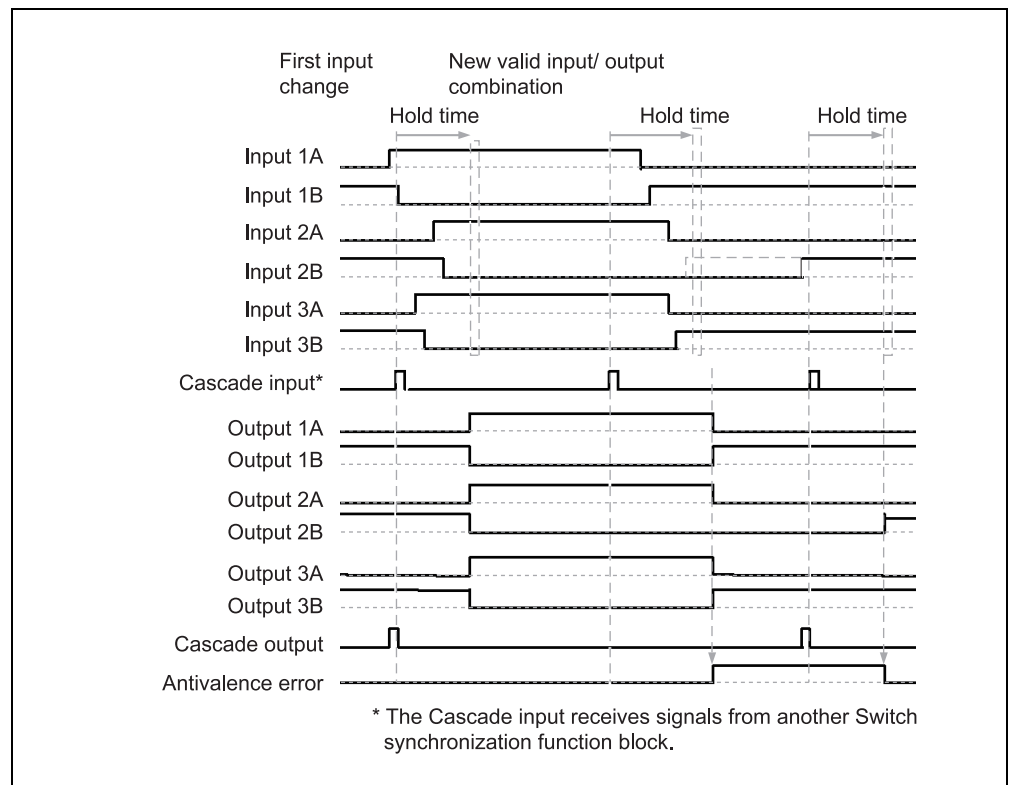 First input
change
New valid input/ output
combination
Hold time
Hold time
Hold time
Input 1A
Input 1B
Input 2A
Input 2B
Input 3A
Input 3B
Cascade input*
Output 1A
Output 1B
Output 2A
Output 2B
Output 3A
Output 3B
Cascade output
Antivalence error
* The Cascade input receives signals from another Switch
synchronization function block.